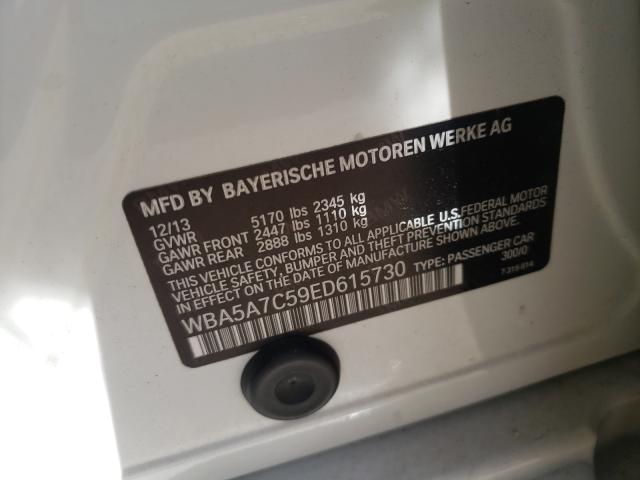 MFD BY BAYERISCHE MOTOREN WERKE AG
12/13
GVWR 5170 lbs 2345 kg
GAWR FRONT 2447 lbs 1110 kg
GAWR REAR 2888 lbs 1310 kg
THIS VEHICLE CONFORMS TO ALL APPLICABLE U.S. FEDERAL MOTOR
VEHICLE SAFETY, BUMPER AND THEFT PREVENTION STANDARDS
IN EFFECT ON THE DATE OF MANUFACTURE SHOWN ABOVE.
WBA5A7C59ED615730 TYPE: PASSENGER CAR
300/0